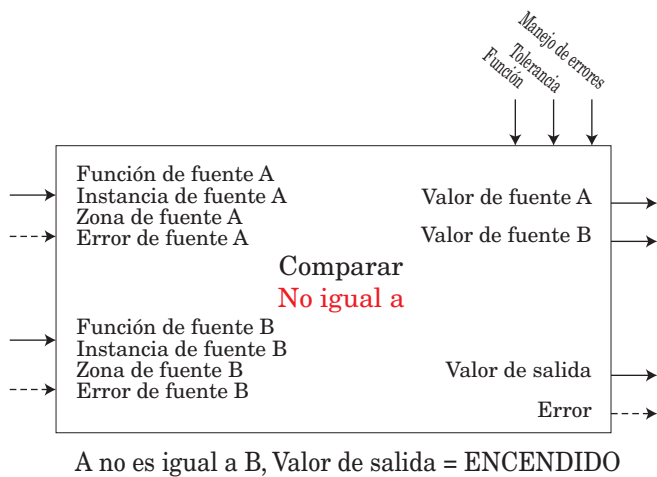 Función
Tolerancia
Manejo de errores
Función de fuente A
Instancia de fuente A
Zona de fuente A
Error de fuente A
Valor de fuente A
Valor de fuente B
Comparar
No igual a
Función de fuente B
Instancia de fuente B
Zona de fuente B
Error de fuente B
Valor de salida
Error
A no es igual a B, Valor de salida = ENCENDIDO